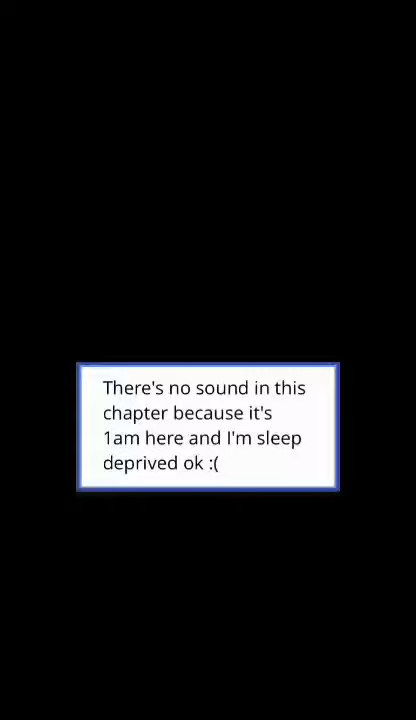 There's no sound in this
chapter because it's
1am here and I'm sleep
deprived ok :(